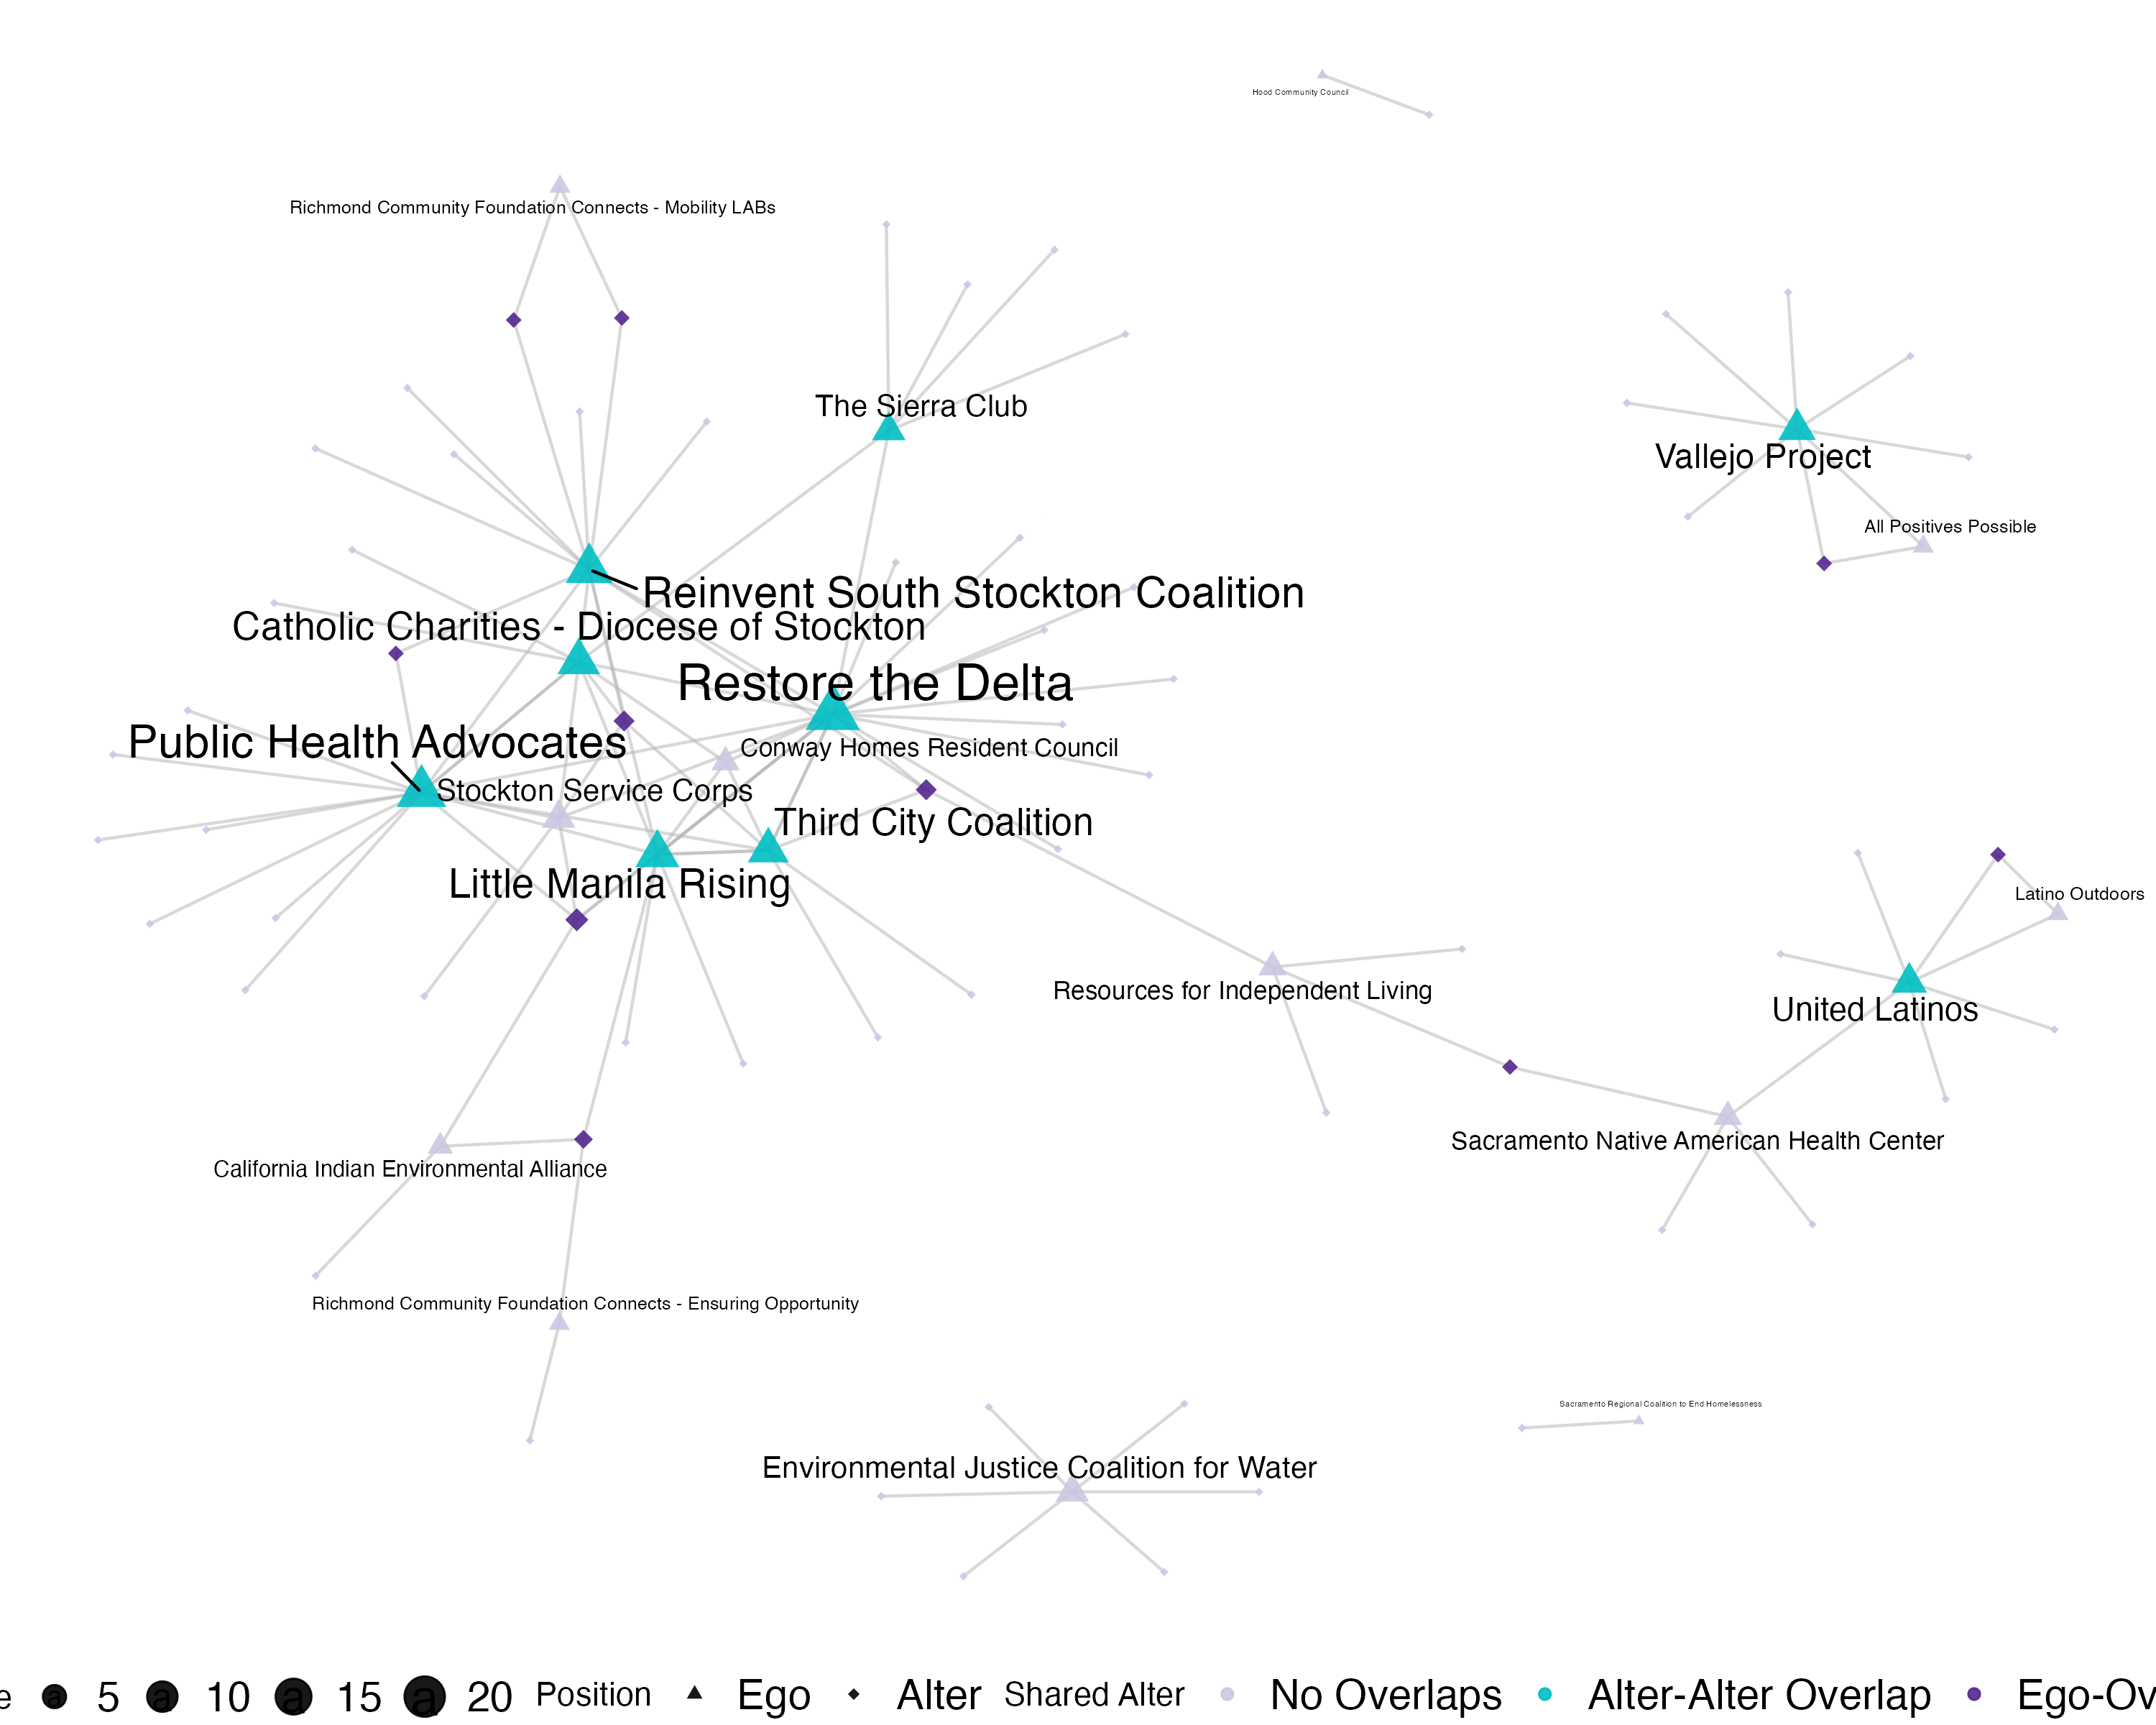 Hood Community Council
Richmond Community Foundation Connects - Mobility LABs
The Sierra Club
Vallejo Project
All Positives Possible
Reinvent South Stockton Coalition
Catholic Charities - Diocese of Stockton
Restore the Delta
Public Health Advocates
Conway Homes Resident Council
Stockton Service Corps
Third City Coalition
Little Manila Rising
Latino Outdoors
Resources for Independent Living
United Latinos
Sacramento Native American Health Center
California Indian Environmental Alliance
Richmond Community Foundation Connects - Ensuring Opportunity
Sacramento Regional Coalition to End Homelessness
Environmental Justice Coalition for Water
e a 5 a 10 a 15 a 20 Position Ego Alter Shared Alter No Overlaps Alter-Alter Overlap Ego-Ov